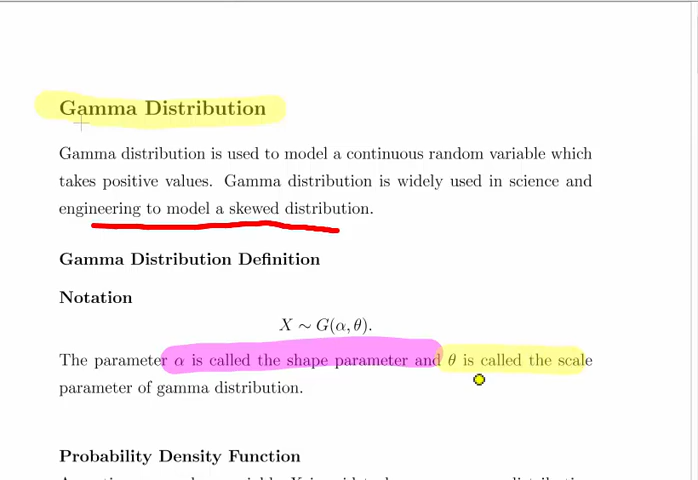 Gamma Distribution
Gamma distribution is used to model a continuous random variable which
takes positive values. Gamma distribution is widely used in science and
engineering to model a skewed distribution.
Gamma Distribution Definition
Notation
X ∼ G(α, θ).
The parameter α is called the shape parameter and θ is called the scale
parameter of gamma distribution.
Probability Density Function